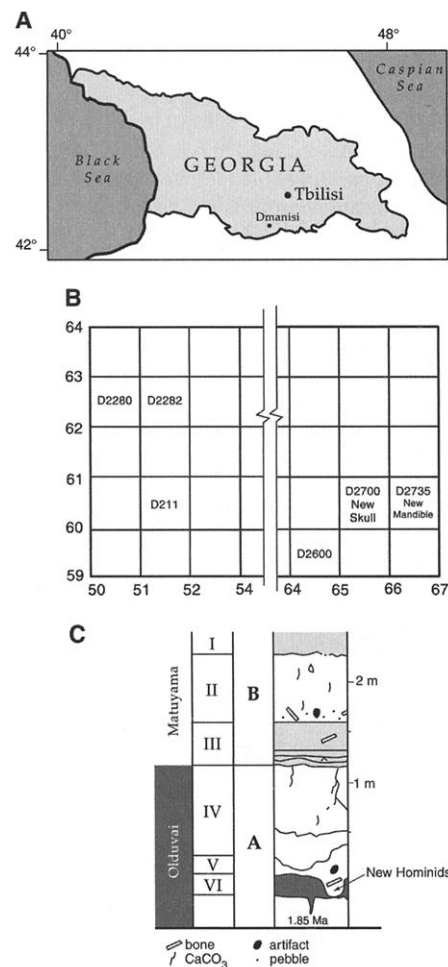 A
40°
48°
44°
Caspian
Sea
Black
Sea
GEORGIA
Tbilisi
Dmanisi
42°
B
64
D2280
D2282
63
62
61
D211
D2700
New
Skull
D2735
New
Mandible
60
D2600
59
50
51
52
54
64
65
66
67
C
Matuyama
Olduvai
I
II
III
IV
V
VI
B
A
2 m
1 m
New Hominids
1.85 Ma
bone
artifact
CaCO3
pebble